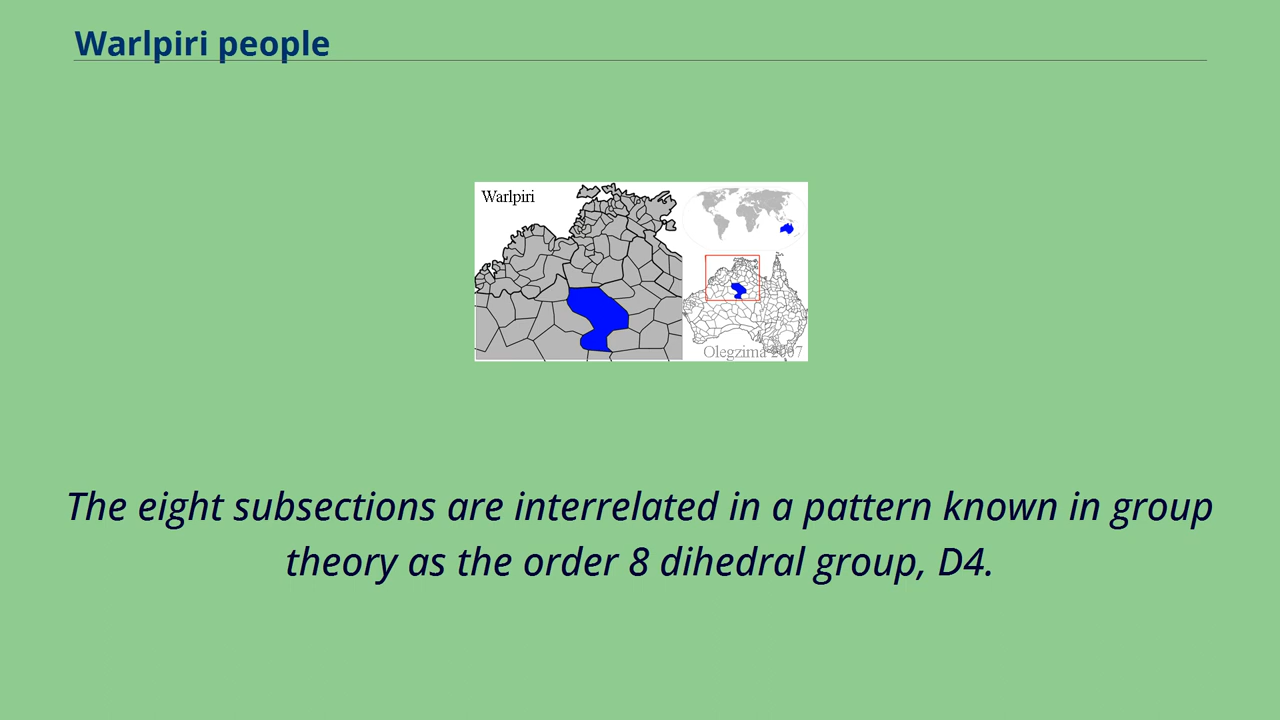 Warlpiri people
Warlpiri
Olegzima 2007
The eight subsections are interrelated in a pattern known in group
theory as the order 8 dihedral group, D4.